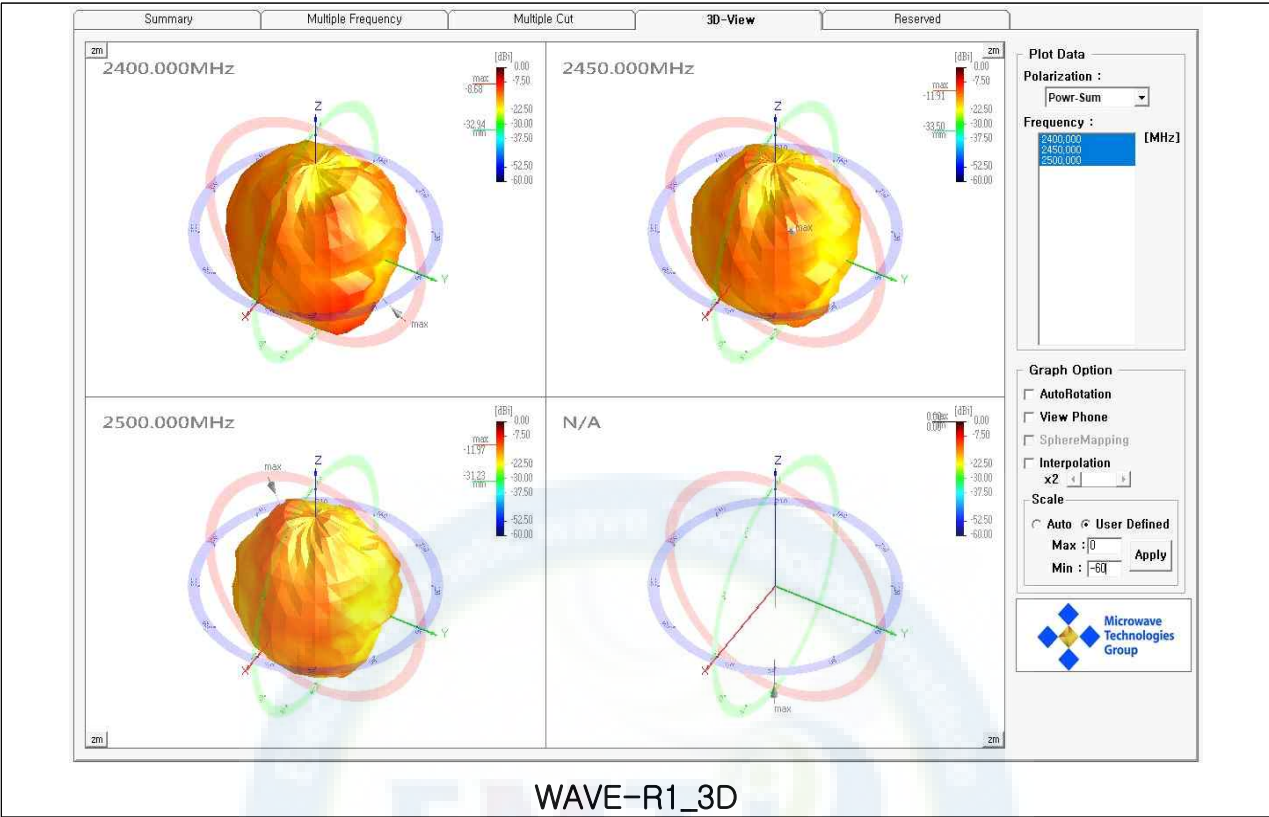 Summary
Multiple Frequency
Multiple Cut
3D-View
Reserved
zm
2400.000MHz
[dBi]
0.00
max
-7.50
-8.68
-22.50
-32.94
-30.00
min
-37.50
-52.50
-60.00
Z
X
Y
max
2450.000MHz
zm
[dBi]
0.00
max
-7.50
-11.91
-22.50
-33.50
-30.00
min
-37.50
-52.50
-60.00
Z
max
X
Y
2500.000MHz
[dBi]
0.00
max
-7.50
-11.97
-22.50
-31.23
-30.00
min
-37.50
-52.50
-60.00
max
Z
X
Y
zm
N/A
[dBi]
0.00
-7.50
-22.50
-30.00
-37.50
-52.50
-60.00
Z
X
Y
max
zm
Plot Data
Polarization :
Powr-Sum
Frequency :
2400,000 [MHz]
2450,000
2500,000
Graph Option
AutoRotation
View Phone
SphereMapping
Interpolation
x2
Scale
Auto User Defined
Max : 0
Min : -60
Apply
Microwave
Technologies
Group
WAVE-R1_3D